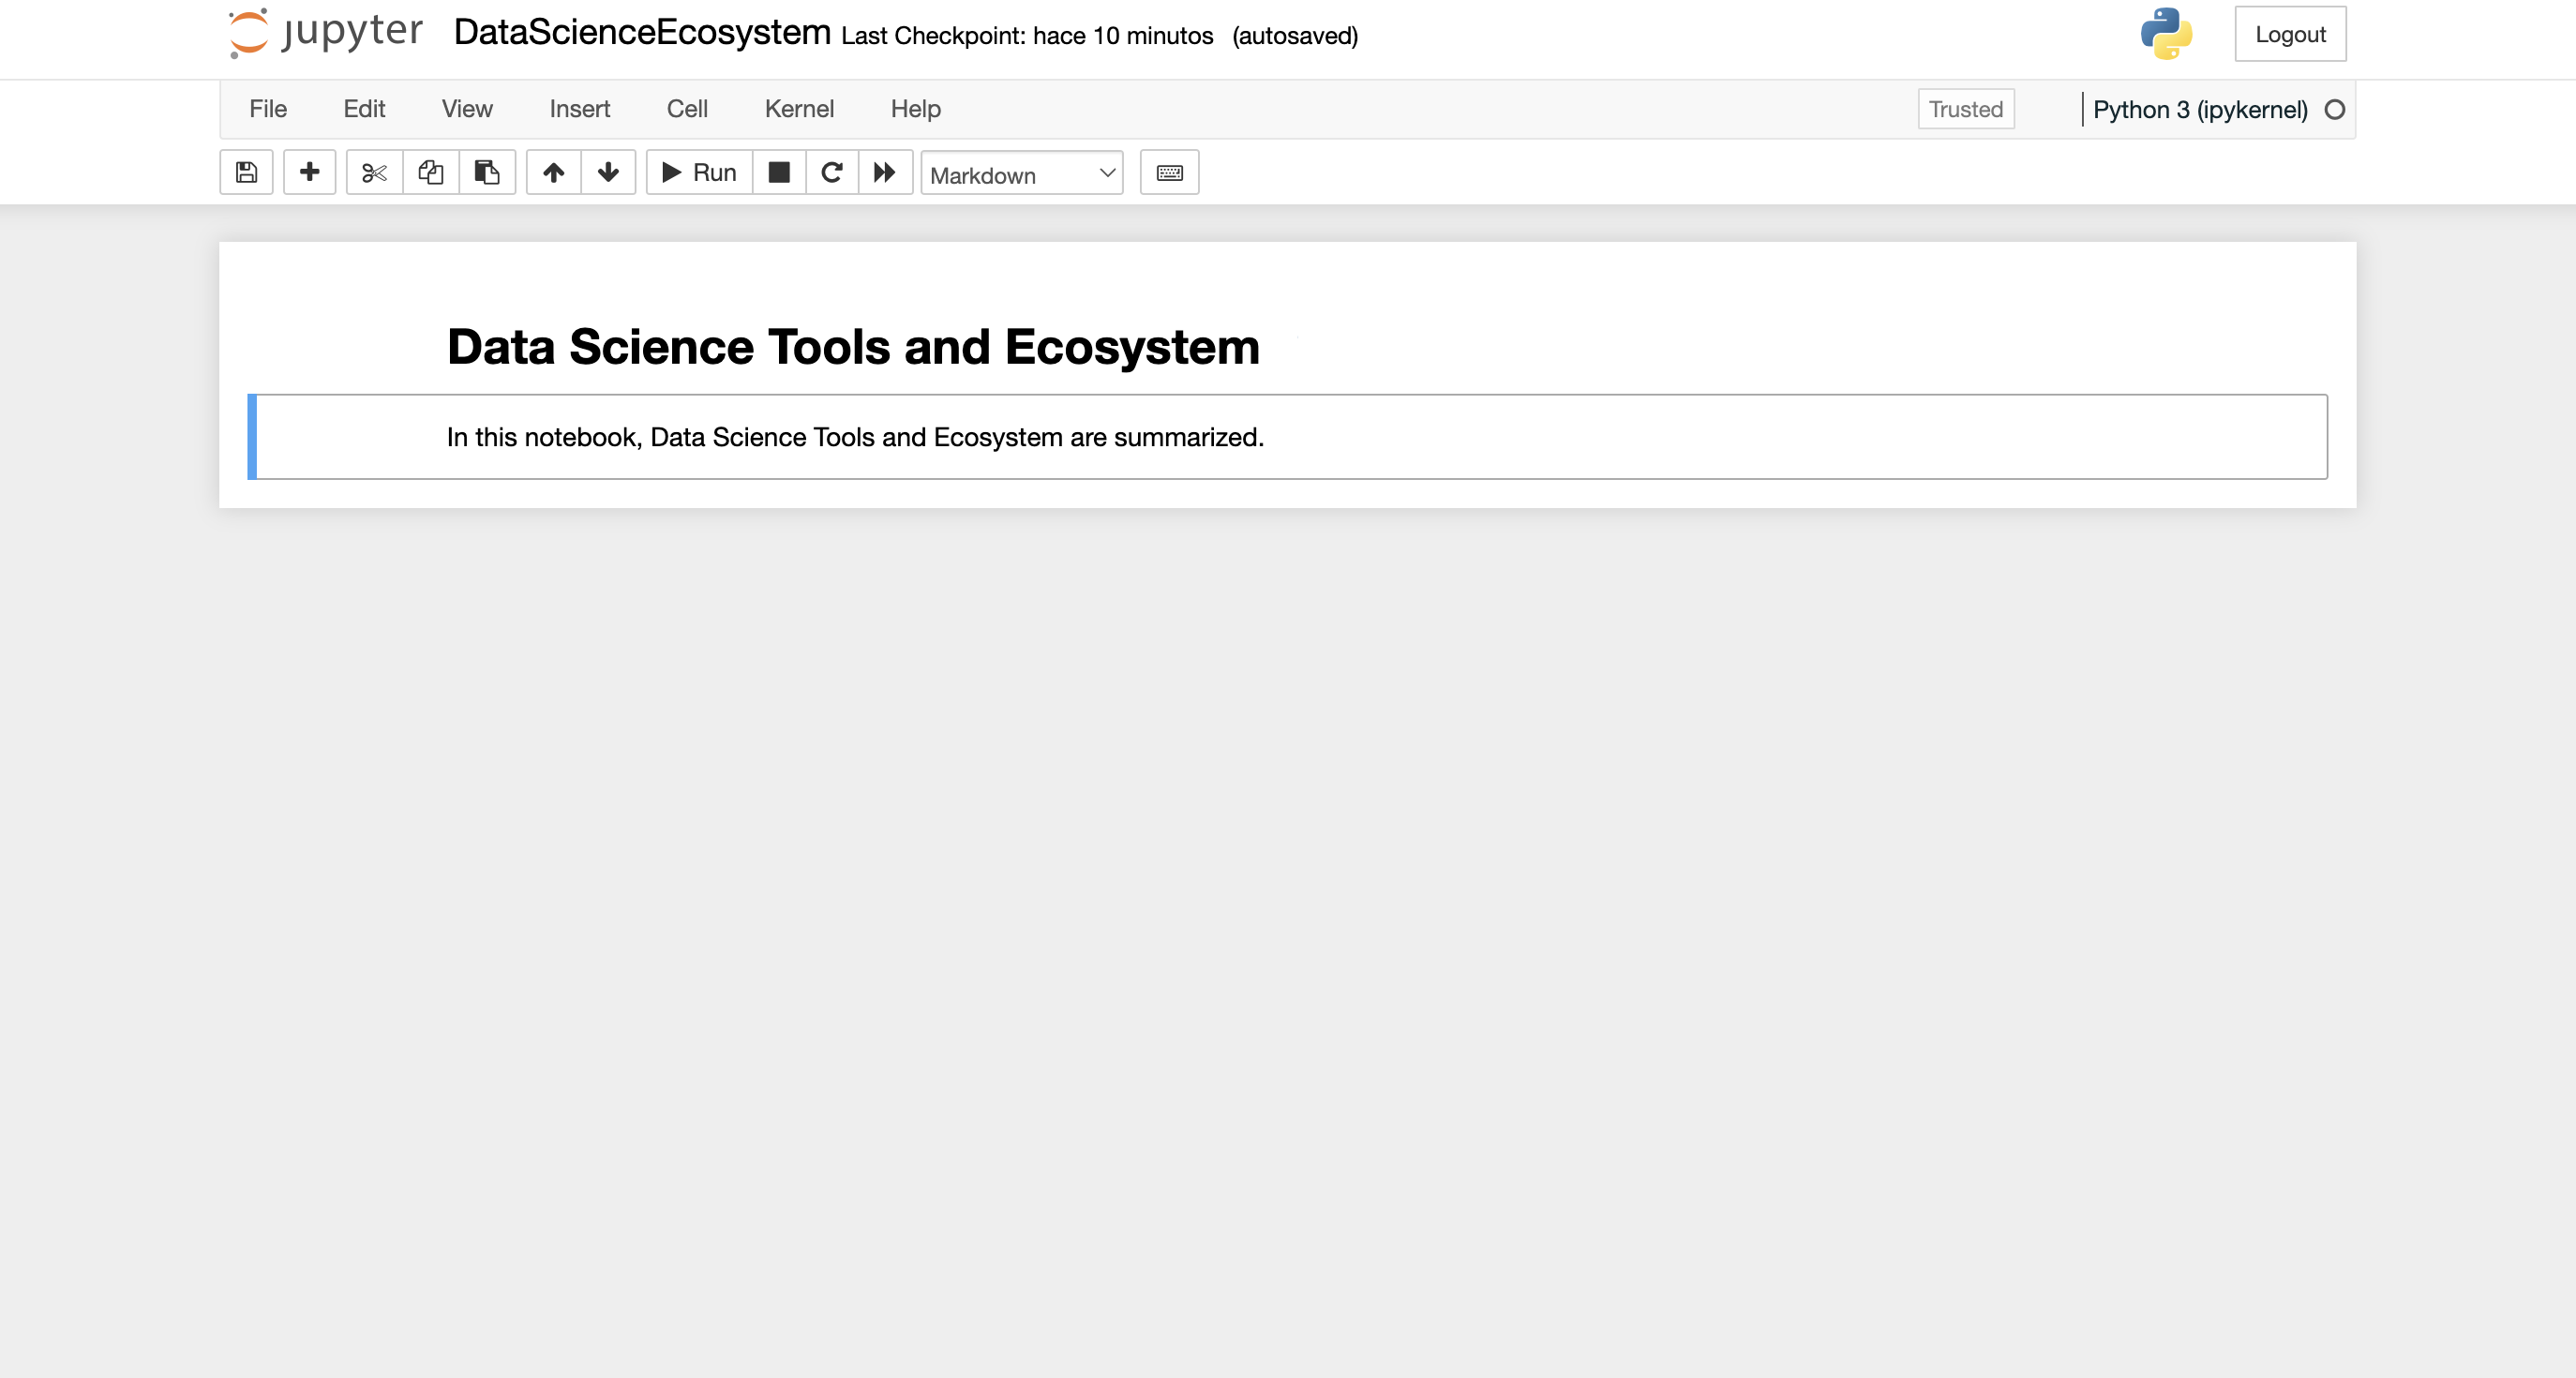 jupyter DataScienceEcosystem Last Checkpoint: hace 10 minutos (autosaved)
Logout
File Edit View Insert Cell Kernel Help
Trusted
Python 3 (ipykernel)
Run
Markdown
Data Science Tools and Ecosystem
In this notebook, Data Science Tools and Ecosystem are summarized.